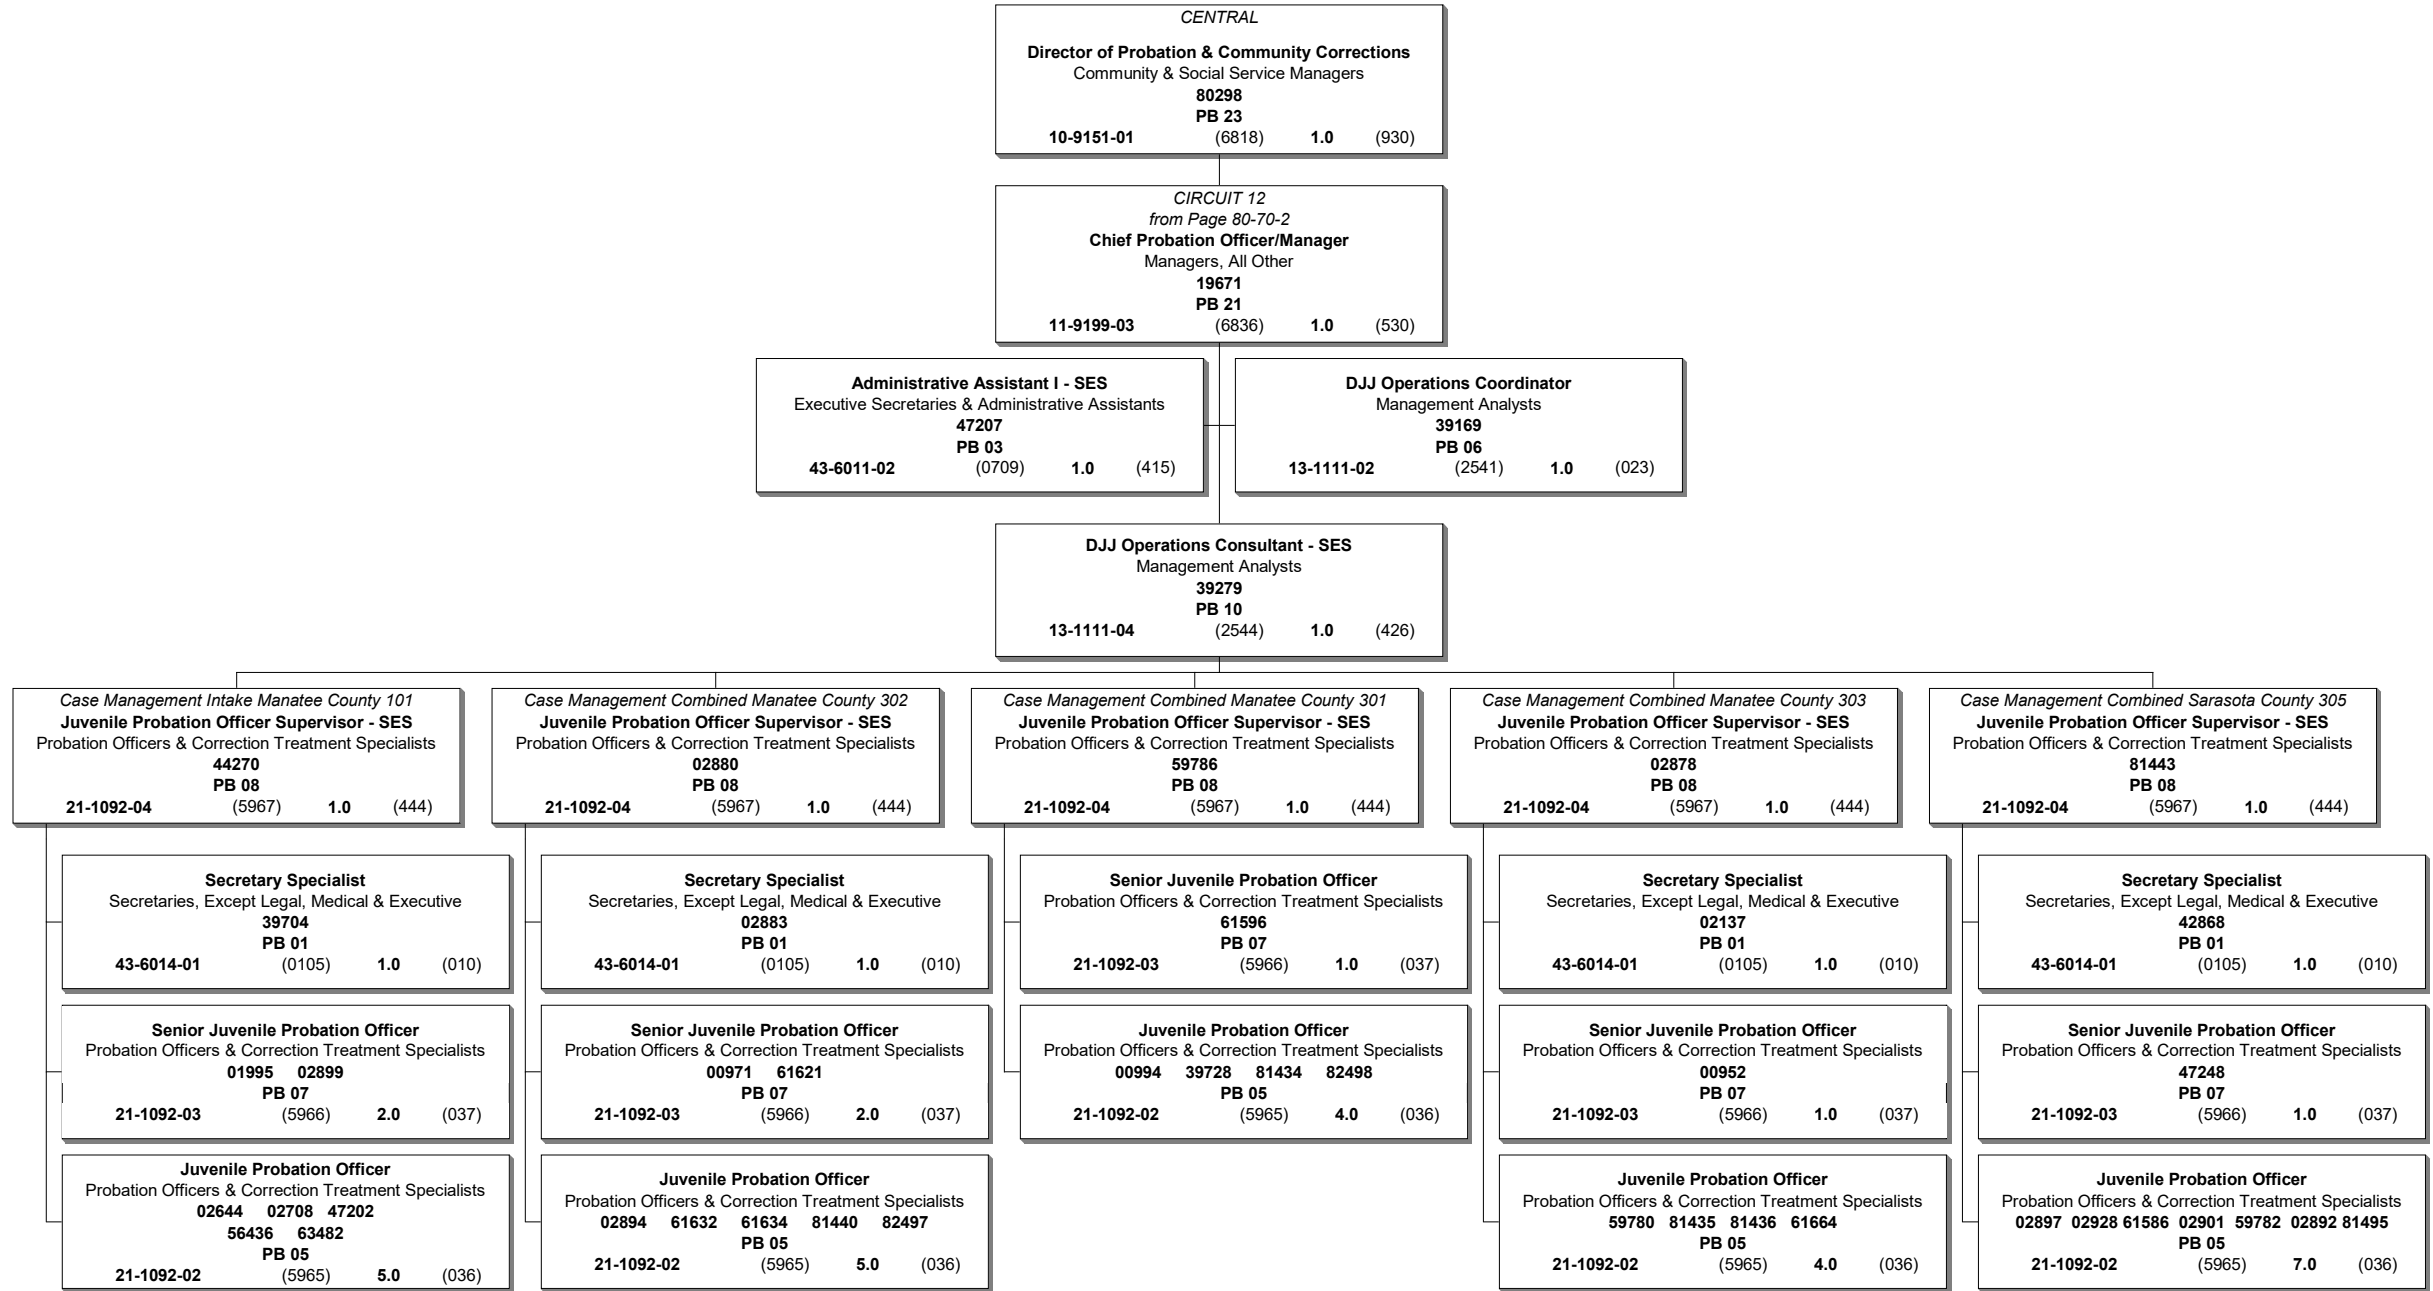 CENTRAL
Director of Probation & Community Corrections
Community & Social Service Managers
80298
PB 23
10-9151-01 (6818) 1.0 (930)
CIRCUIT 12
from Page 80-70-2
Chief Probation Officer/Manager
Managers, All Other
19671
PB 21
11-9199-03 (6836) 1.0 (530)
Administrative Assistant I - SES
Executive Secretaries & Administrative Assistants
47207
PB 03
43-6011-02 (0709) 1.0 (415)
DJJ Operations Coordinator
Management Analysts
39169
PB 06
13-1111-02 (2541) 1.0 (023)
DJJ Operations Consultant - SES
Management Analysts
39279
PB 10
13-1111-04 (2544) 1.0 (426)
Case Management Intake Manatee County 101
Juvenile Probation Officer Supervisor - SES
Probation Officers & Correction Treatment Specialists
44270
PB 08
21-1092-04 (5967) 1.0 (444)
Secretary Specialist
Secretaries, Except Legal, Medical & Executive
39704
PB 01
43-6014-01 (0105) 1.0 (010)
Senior Juvenile Probation Officer
Probation Officers & Correction Treatment Specialists
01995 02899
PB 07
21-1092-03 (5966) 2.0 (037)
Juvenile Probation Officer
Probation Officers & Correction Treatment Specialists
02644 02708 47202
56436 63482
PB 05
21-1092-02 (5965) 5.0 (036)
Case Management Combined Manatee County 302
Juvenile Probation Officer Supervisor - SES
Probation Officers & Correction Treatment Specialists
02880
PB 08
21-1092-04 (5967) 1.0 (444)
Secretary Specialist
Secretaries, Except Legal, Medical & Executive
02883
PB 01
43-6014-01 (0105) 1.0 (010)
Senior Juvenile Probation Officer
Probation Officers & Correction Treatment Specialists
00971 61621
PB 07
21-1092-03 (5966) 2.0 (037)
Juvenile Probation Officer
Probation Officers & Correction Treatment Specialists
02894 61632 61634 81440 82497
PB 05
21-1092-02 (5965) 5.0 (036)
Case Management Combined Manatee County 301
Juvenile Probation Officer Supervisor - SES
Probation Officers & Correction Treatment Specialists
59786
PB 08
21-1092-04 (5967) 1.0 (444)
Senior Juvenile Probation Officer
Probation Officers & Correction Treatment Specialists
61596
PB 07
21-1092-03 (5966) 1.0 (037)
Juvenile Probation Officer
Probation Officers & Correction Treatment Specialists
00994 39728 81434 82498
PB 05
21-1092-02 (5965) 4.0 (036)
Case Management Combined Manatee County 303
Juvenile Probation Officer Supervisor - SES
Probation Officers & Correction Treatment Specialists
02878
PB 08
21-1092-04 (5967) 1.0 (444)
Secretary Specialist
Secretaries, Except Legal, Medical & Executive
02137
PB 01
43-6014-01 (0105) 1.0 (010)
Senior Juvenile Probation Officer
Probation Officers & Correction Treatment Specialists
00952
PB 07
21-1092-03 (5966) 1.0 (037)
Juvenile Probation Officer
Probation Officers & Correction Treatment Specialists
59780 81435 81436 61664
PB 05
21-1092-02 (5965) 4.0 (036)
Case Management Combined Sarasota County 305
Juvenile Probation Officer Supervisor - SES
Probation Officers & Correction Treatment Specialists
81443
PB 08
21-1092-04 (5967) 1.0 (444)
Secretary Specialist
Secretaries, Except Legal, Medical & Executive
42868
PB 01
43-6014-01 (0105) 1.0 (010)
Senior Juvenile Probation Officer
Probation Officers & Correction Treatment Specialists
47248
PB 07
21-1092-03 (5966) 1.0 (037)
Juvenile Probation Officer
Probation Officers & Correction Treatment Specialists
02897 02928 61586 02901 59782 02892 81495
PB 05
21-1092-02 (5965) 7.0 (036)